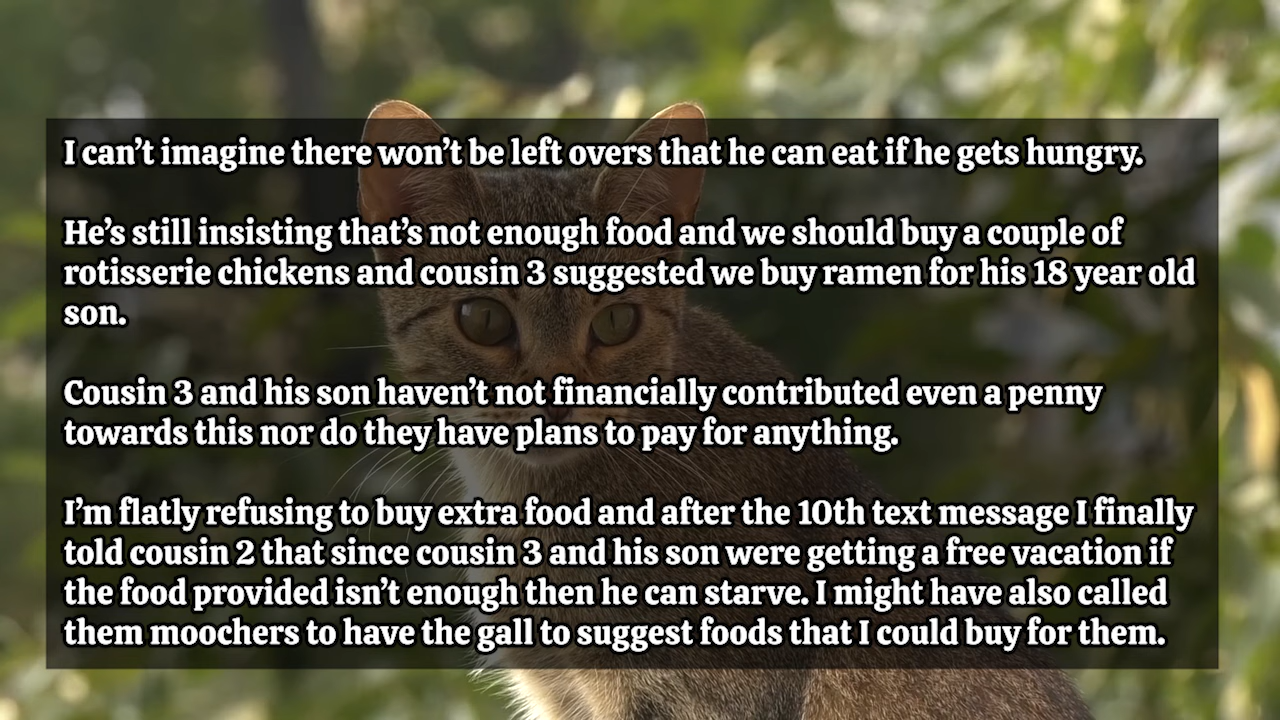 I can’t imagine there won’t be left overs that he can eat if he gets hungry.
He’s still insisting that’s not enough food and we should buy a couple of
rotisserie chickens and cousin 3 suggested we buy ramen for his 18 year old
son.
Cousin 3 and his son haven’t not financially contributed even a penny
towards this nor do they have plans to pay for anything.
I’m flatly refusing to buy extra food and after the 10th text message I finally
told cousin 2 that since cousin 3 and his son were getting a free vacation if
the food provided isn’t enough then he can starve. I might have also called
them moochers to have the gall to suggest foods that I could buy for them.